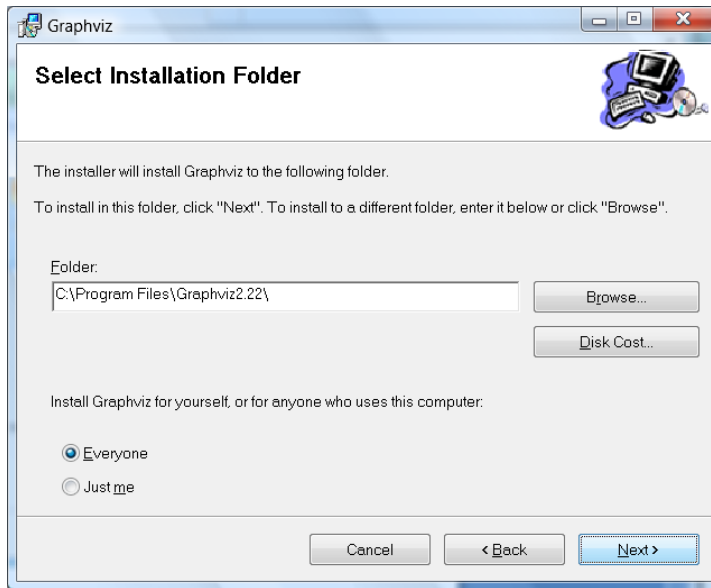 Graphviz
Select Installation Folder
The installer will install Graphviz to the following folder.
To install in this folder, click "Next". To install to a different folder, enter it below or click "Browse".
Folder:
C:\Program Files\Graphviz2.22\
Browse...
Disk Cost...
Install Graphviz for yourself, or for anyone who uses this computer:
Everyone
Just me
Cancel
< Back
Next >